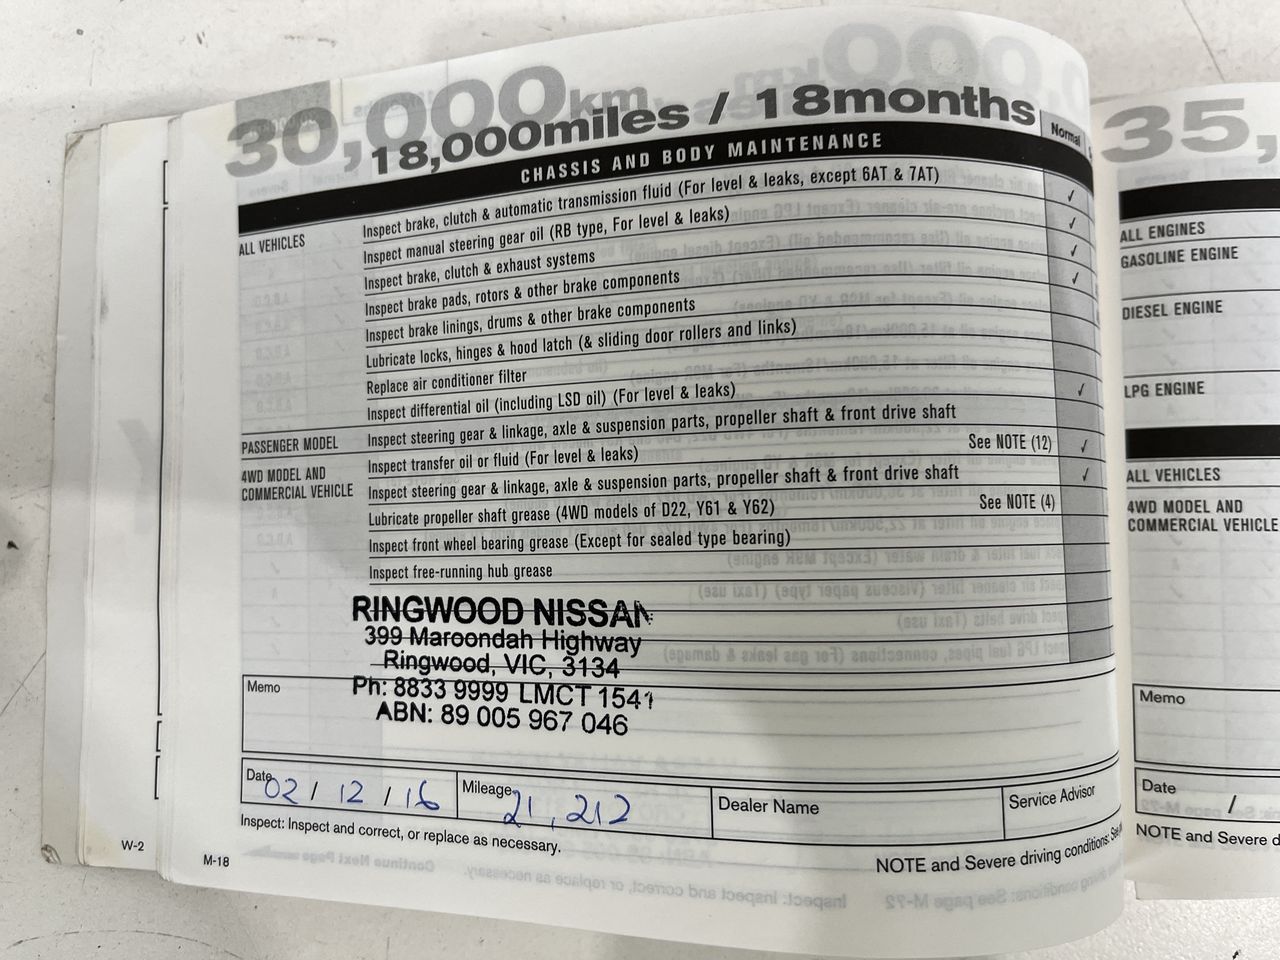 30,000km
18,000miles / 18months
Normal
CHASSIS AND BODY MAINTENANCE
ALL VEHICLES
Inspect brake, clutch & automatic transmission fluid (For level & leaks, except 6AT & 7AT) ✓
Inspect manual steering gear oil (RB type, For level & leaks) ✓
Inspect brake, clutch & exhaust systems ✓
Inspect brake pads, rotors & other brake components ✓
Inspect brake linings, drums & other brake components
Lubricate locks, hinges & hood latch (& sliding door rollers and links)
Replace air conditioner filter
Inspect differential oil (including LSD oil) (For level & leaks) ✓
PASSENGER MODEL
Inspect steering gear & linkage, axle & suspension parts, propeller shaft & front drive shaft
4WD MODEL AND
COMMERCIAL VEHICLE
Inspect transfer oil or fluid (For level & leaks) See NOTE (12) ✓
Inspect steering gear & linkage, axle & suspension parts, propeller shaft & front drive shaft ✓
Lubricate propeller shaft grease (4WD models of D22, Y61 & Y62) See NOTE (4)
Inspect front wheel bearing grease (Except for sealed type bearing)
Inspect free-running hub grease
RINGWOOD NISSAN
399 Maroondah Highway
Ringwood, VIC, 3134
Ph: 8833 9999 LMCT 1541
ABN: 89 005 967 046
Memo
Date 02 / 12 / 16 Mileage 21,212 Dealer Name Service Advisor
Inspect: Inspect and correct, or replace as necessary.
NOTE and Severe driving conditions:
M-18
W-2
35,
ALL ENGINES
GASOLINE ENGINE
DIESEL ENGINE
LPG ENGINE
ALL VEHICLES
4WD MODEL AND
COMMERCIAL VEHICLE
Memo
Date /
NOTE and Severe